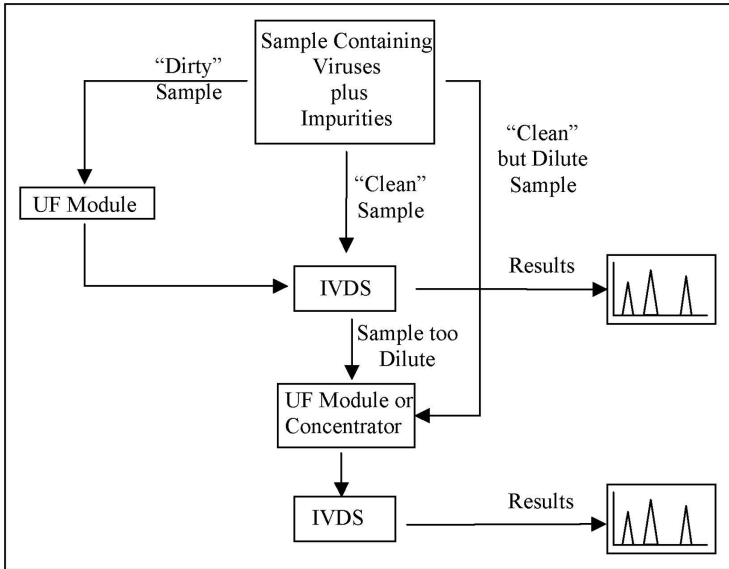 Sample Containing
Viruses
plus
Impurities
“Dirty”
Sample
“Clean”
but Dilute
Sample
“Clean”
Sample
UF Module
IVDS
Results
Sample too
Dilute
UF Module or
Concentrator
IVDS
Results